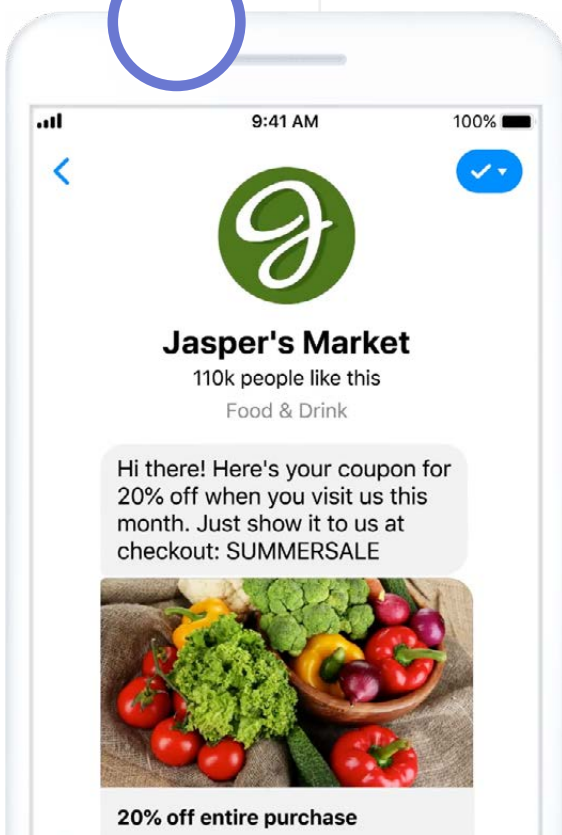 9:41 AM 100%
Jasper's Market
110k people like this
Food & Drink
Hi there! Here's your coupon for
20% off when you visit us this
month. Just show it to us at
checkout: SUMMERSALE
20% off entire purchase